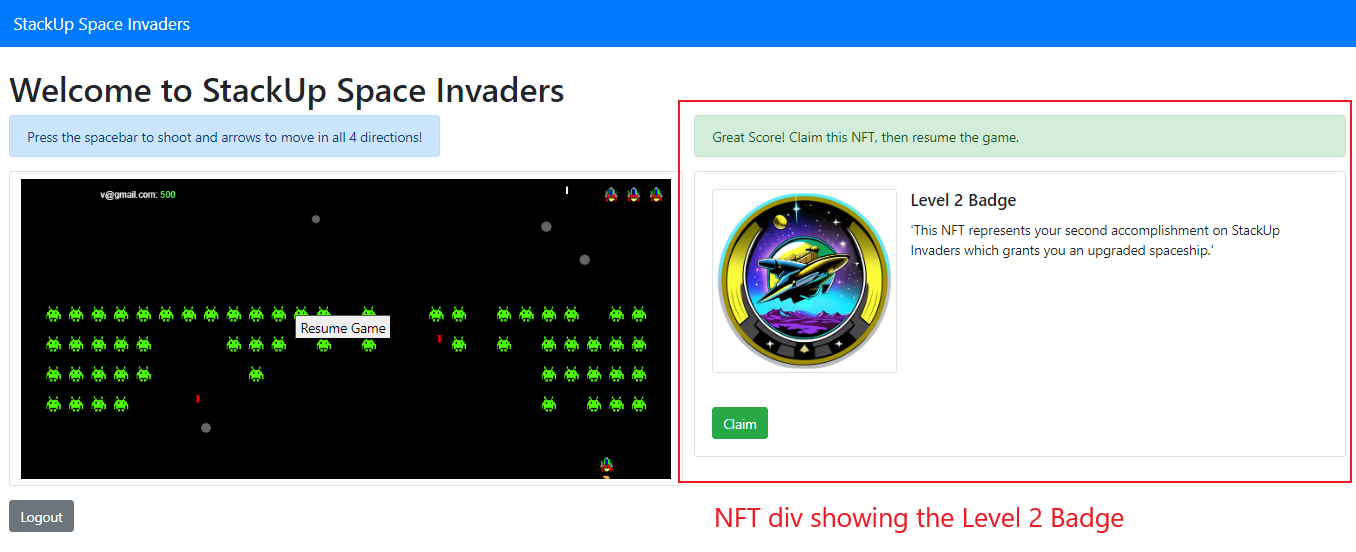 StackUp Space Invaders
Welcome to StackUp Space Invaders
Press the spacebar to shoot and arrows to move in all 4 directions!
v@gmail.com: 500
Resume Game
Logout
Great Score! Claim this NFT, then resume the game.
Level 2 Badge
'This NFT represents your second accomplishment on StackUp
Invaders which grants you an upgraded spaceship.'
Claim
NFT div showing the Level 2 Badge